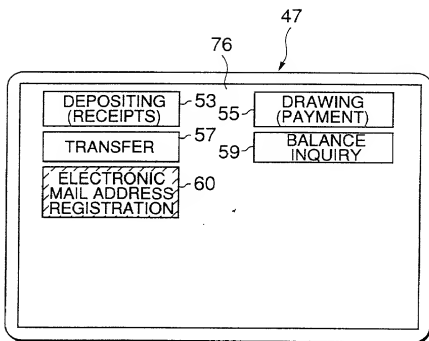 47
76
DEPOSITING
(RECEIPTS)
53
55
DRAWING
(PAYMENT)
TRANSFER
57
59
BALANCE
INQUIRY
ELECTRONIC
MAIL ADDRESS
REGISTRATION
60